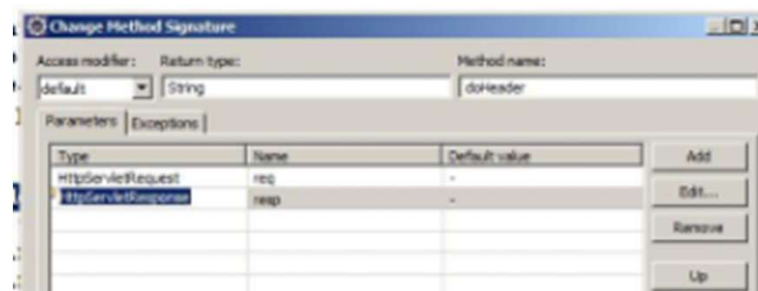 Change Method Signature
Access modifier: Return type: Method name:
default String doHeader
Parameters Exceptions
Type Name Default value Add
HttpServletRequest req - Edit...
HttpServletResponse resp - Remove
Up